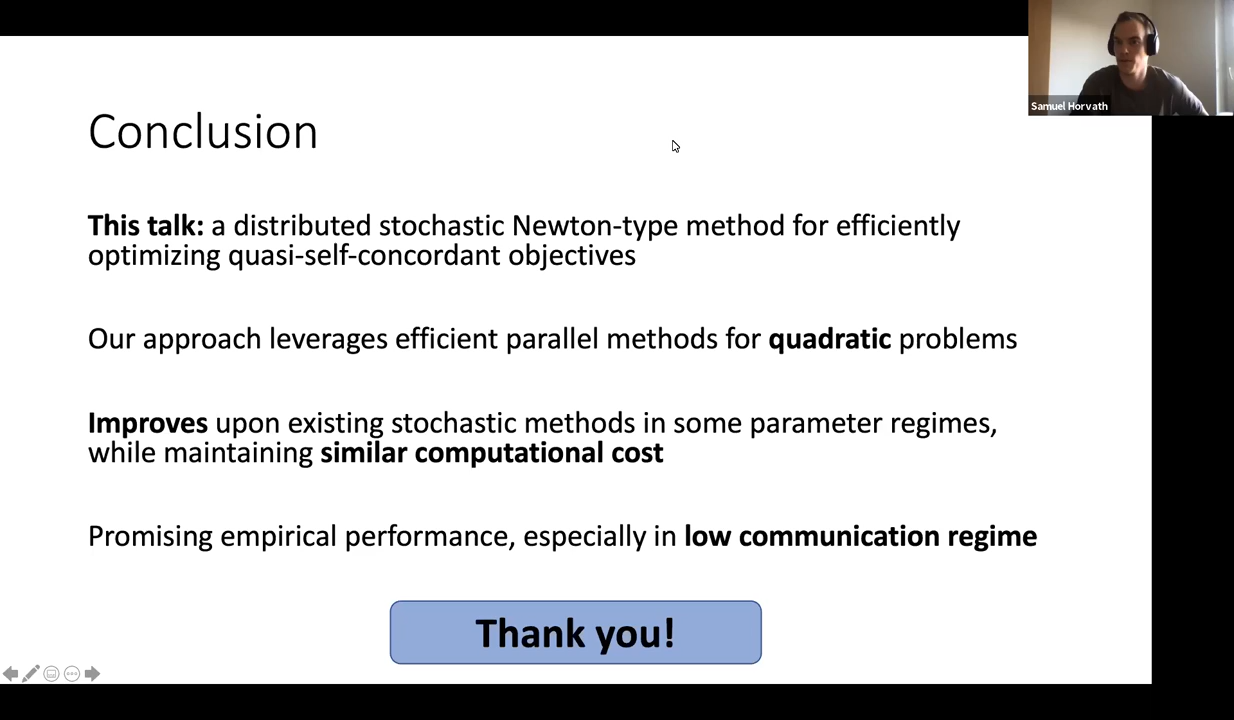 Samuel Horvath
Conclusion
This talk: a distributed stochastic Newton-type method for efficiently
optimizing quasi-self-concordant objectives
Our approach leverages efficient parallel methods for quadratic problems
Improves upon existing stochastic methods in some parameter regimes,
while maintaining similar computational cost
Promising empirical performance, especially in low communication regime
Thank you!